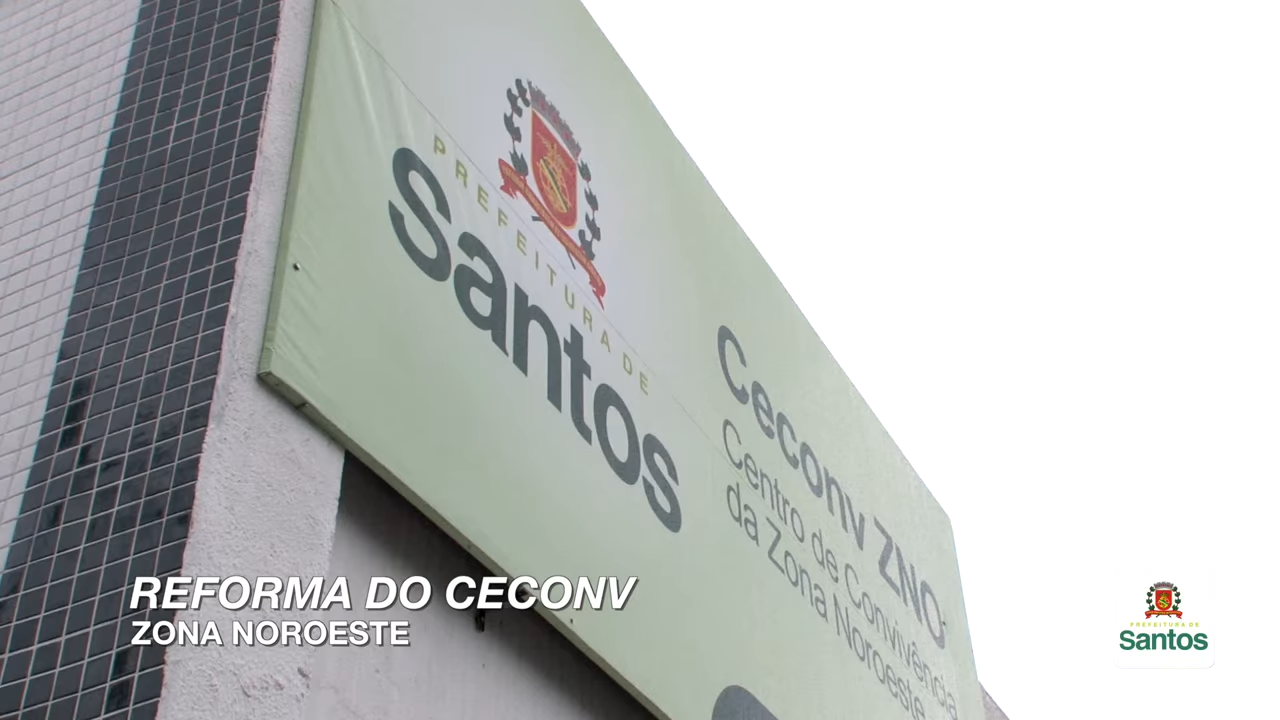 PREFEITURA DE
Santos
Ceconv ZNO
Centro de Convivência
da Zona Noroeste
REFORMA DO CECONV
ZONA NOROESTE
PREFEITURA DE
Santos